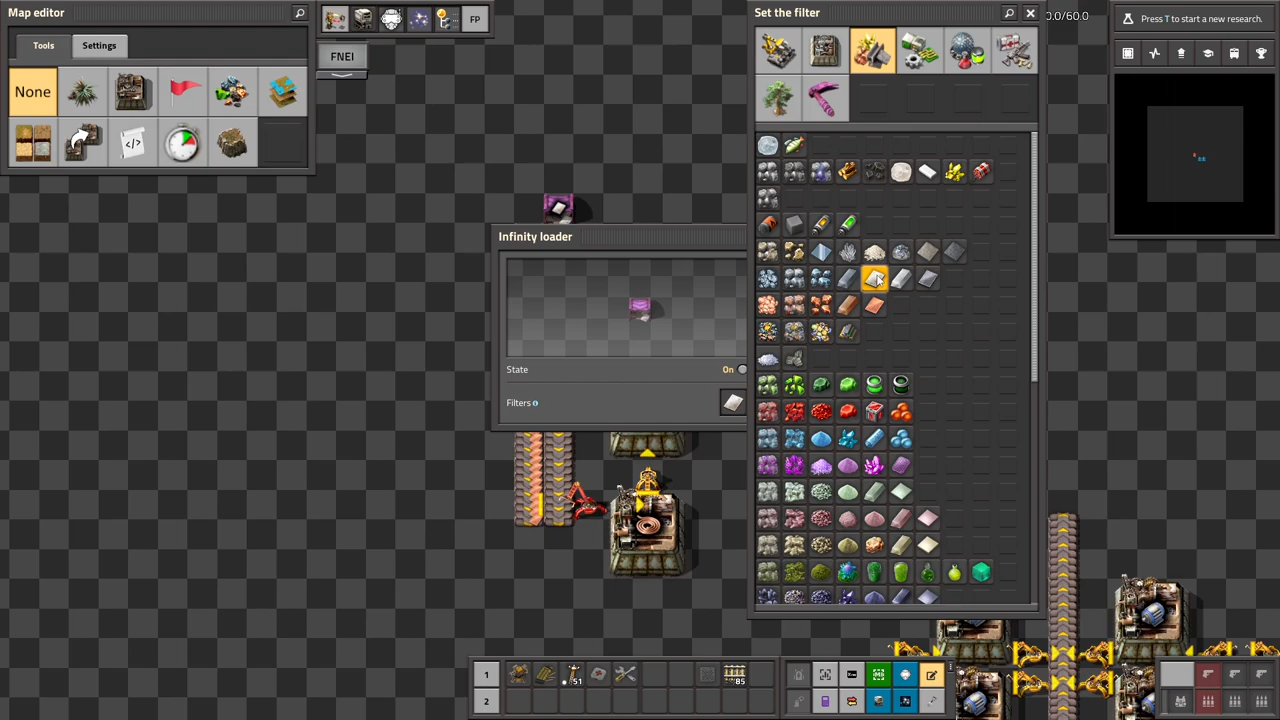 Map editor
Tools
Settings
None
</>
FP
FNEI
Set the filter
0.0/60.0
Press T to start a new research.
Infinity loader
State
On
Filters
1
51
85
2